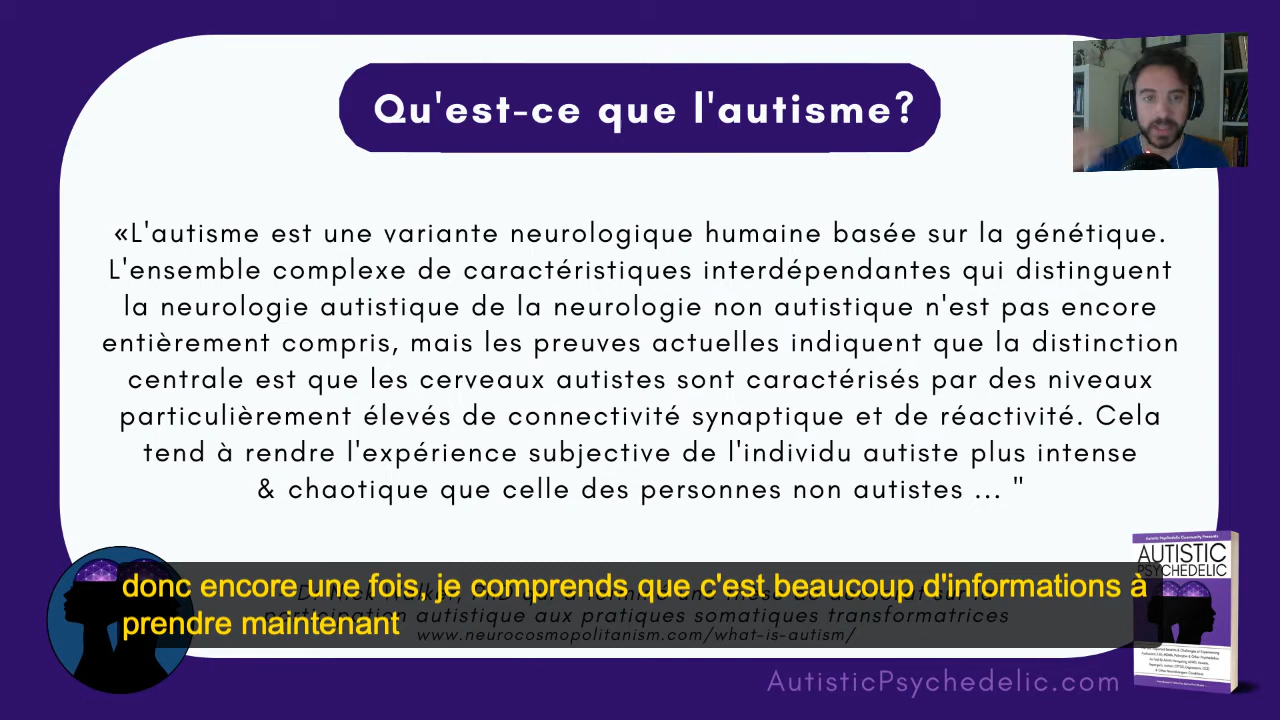 Qu'est-ce que l'autisme?
«L'autisme est une variante neurologique humaine basée sur la génétique.
L'ensemble complexe de caractéristiques interdépendantes qui distinguent
la neurologie autistique de la neurologie non autistique n'est pas encore
entièrement compris, mais les preuves actuelles indiquent que la distinction
centrale est que les cerveaux autistes sont caractérisés par des niveaux
particulièrement élevés de connectivité synaptique et de réactivité. Cela
tend à rendre l'expérience subjective de l'individu autiste plus intense
& chaotique que celle des personnes non autistes ... "
donc encore une fois, je comprends que c'est beaucoup d'informations à
prendre maintenant
participation autistique aux pratiques somatiques transformatrices
www.neurocosmopolitanism.com/what-is-autism/
Autistic Psychedelic Community Presents
AUTISTIC
PSYCHEDELIC
AutisticPsychedelic.com